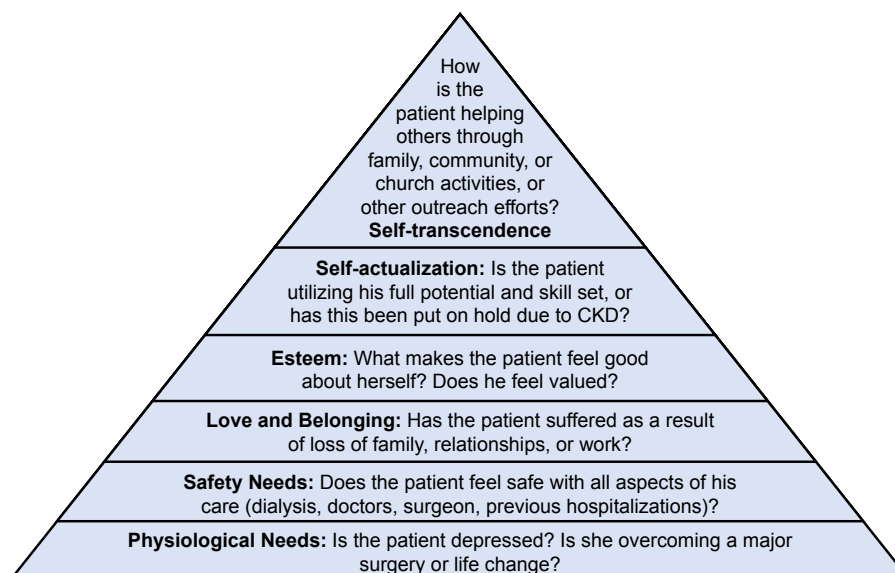 How
is the
patient helping
others through
family, community, or
church activities, or
other outreach efforts?
Self-transcendence
Self-actualization: Is the patient
utilizing his full potential and skill set, or
has this been put on hold due to CKD?
Esteem: What makes the patient feel good
about herself? Does he feel valued?
Love and Belonging: Has the patient suffered as a result
of loss of family, relationships, or work?
Safety Needs: Does the patient feel safe with all aspects of his
care (dialysis, doctors, surgeon, previous hospitalizations)?
Physiological Needs: Is the patient depressed? Is she overcoming a major
surgery or life change?